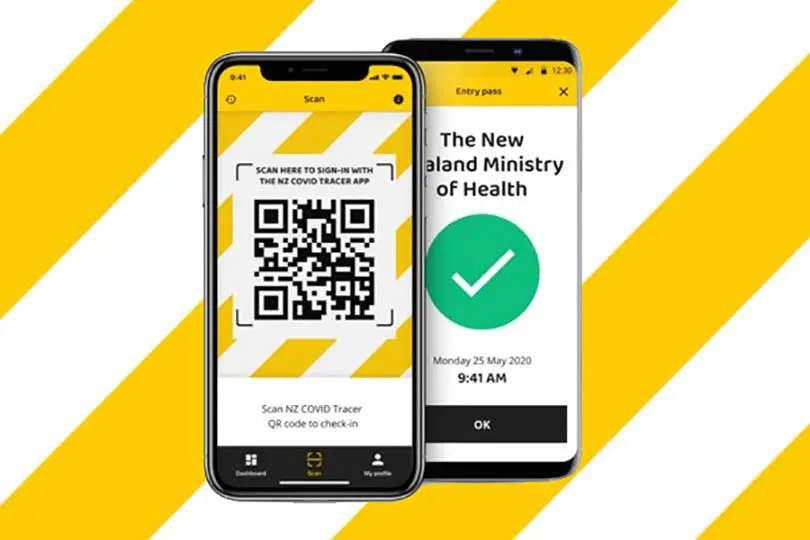 9:41
Scan
SCAN HERE TO SIGN-IN WITH
THE NZ COVID TRACER APP
Scan NZ COVID Tracer
QR code to check-in
Dashboard
Scan
My profile
12:30
Entry pass
The New
aland Ministry
of Health
Monday 25 May 2020
9:41 AM
OK